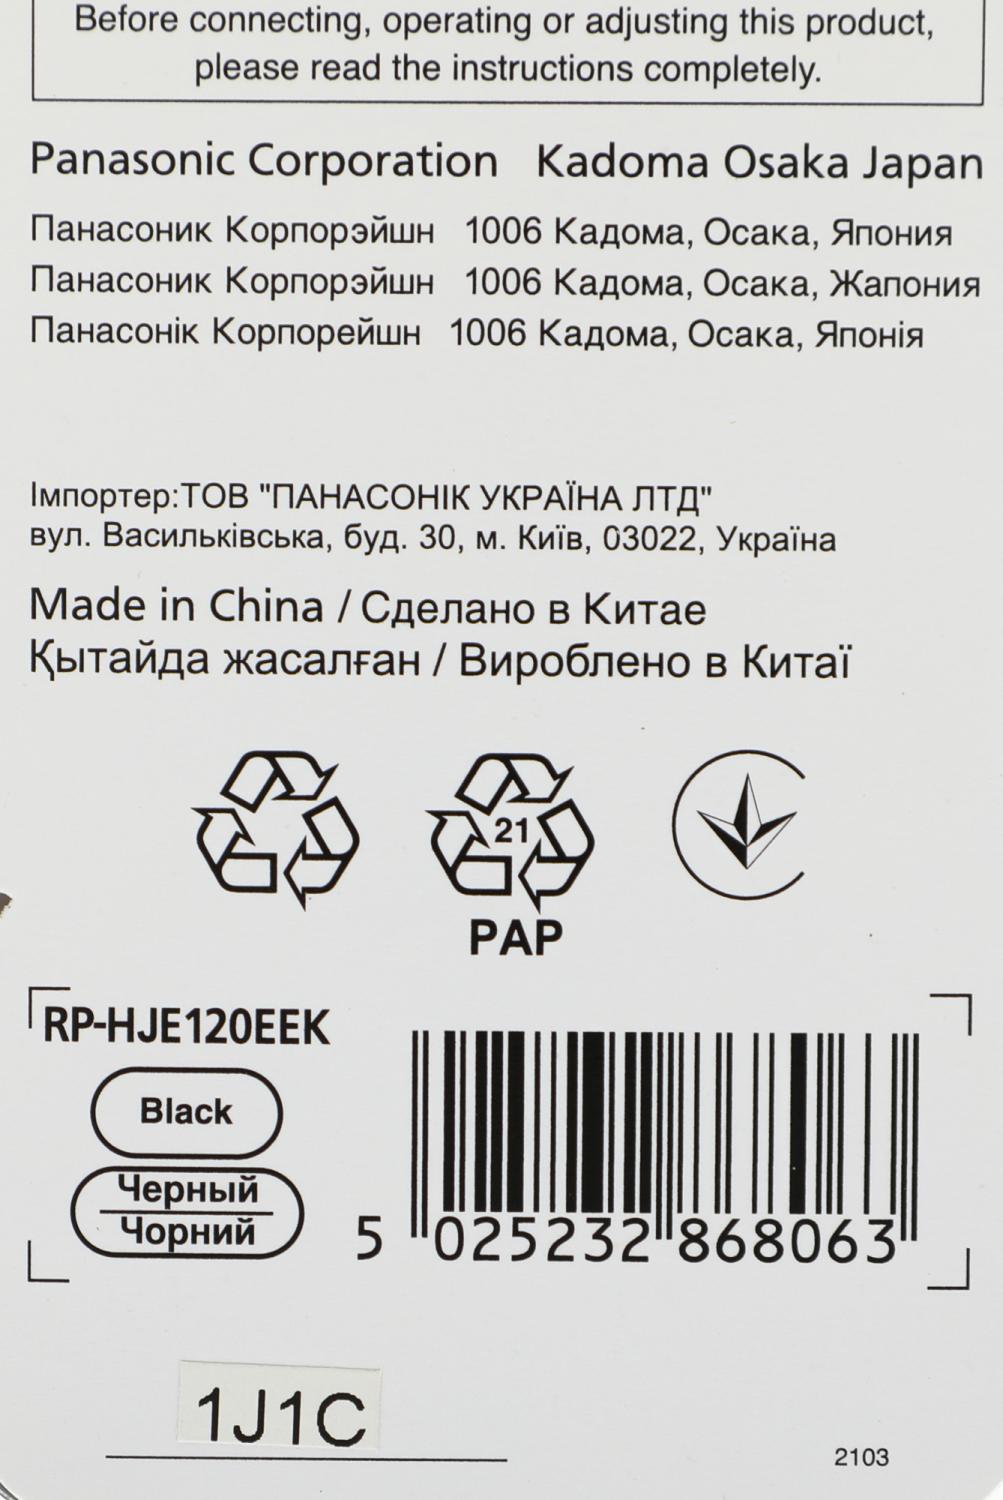 Before connecting, operating or adjusting this product,
please read the instructions completely.
Panasonic Corporation Kadoma Osaka Japan
Панасоник Корпорэйшн 1006 Кадома, Осака, Япония
Панасоник Корпорэйшн 1006 Кадома, Осака, Жапония
Панасонік Корпорейшн 1006 Кадома, Осака, Японія
Імпортер:ТОВ "ПАНАСОНІК УКРАЇНА ЛТД"
вул. Васильківська, буд. 30, м. Київ, 03022, Україна
Made in China / Сделано в Китае
Қытайда жасалған / Вироблено в Китаї
21
PAP
RP-HJE120EEK
Black
Черный
Чорний
5 025232 868063
1J1C
2103